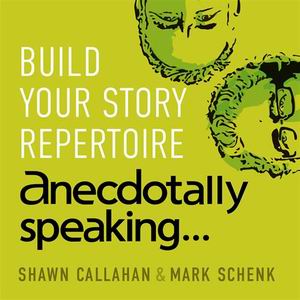 BUILD
YOUR STORY
REPERTOIRE
anecdotally
speaking...
SHAWN CALLAHAN & MARK SCHENK